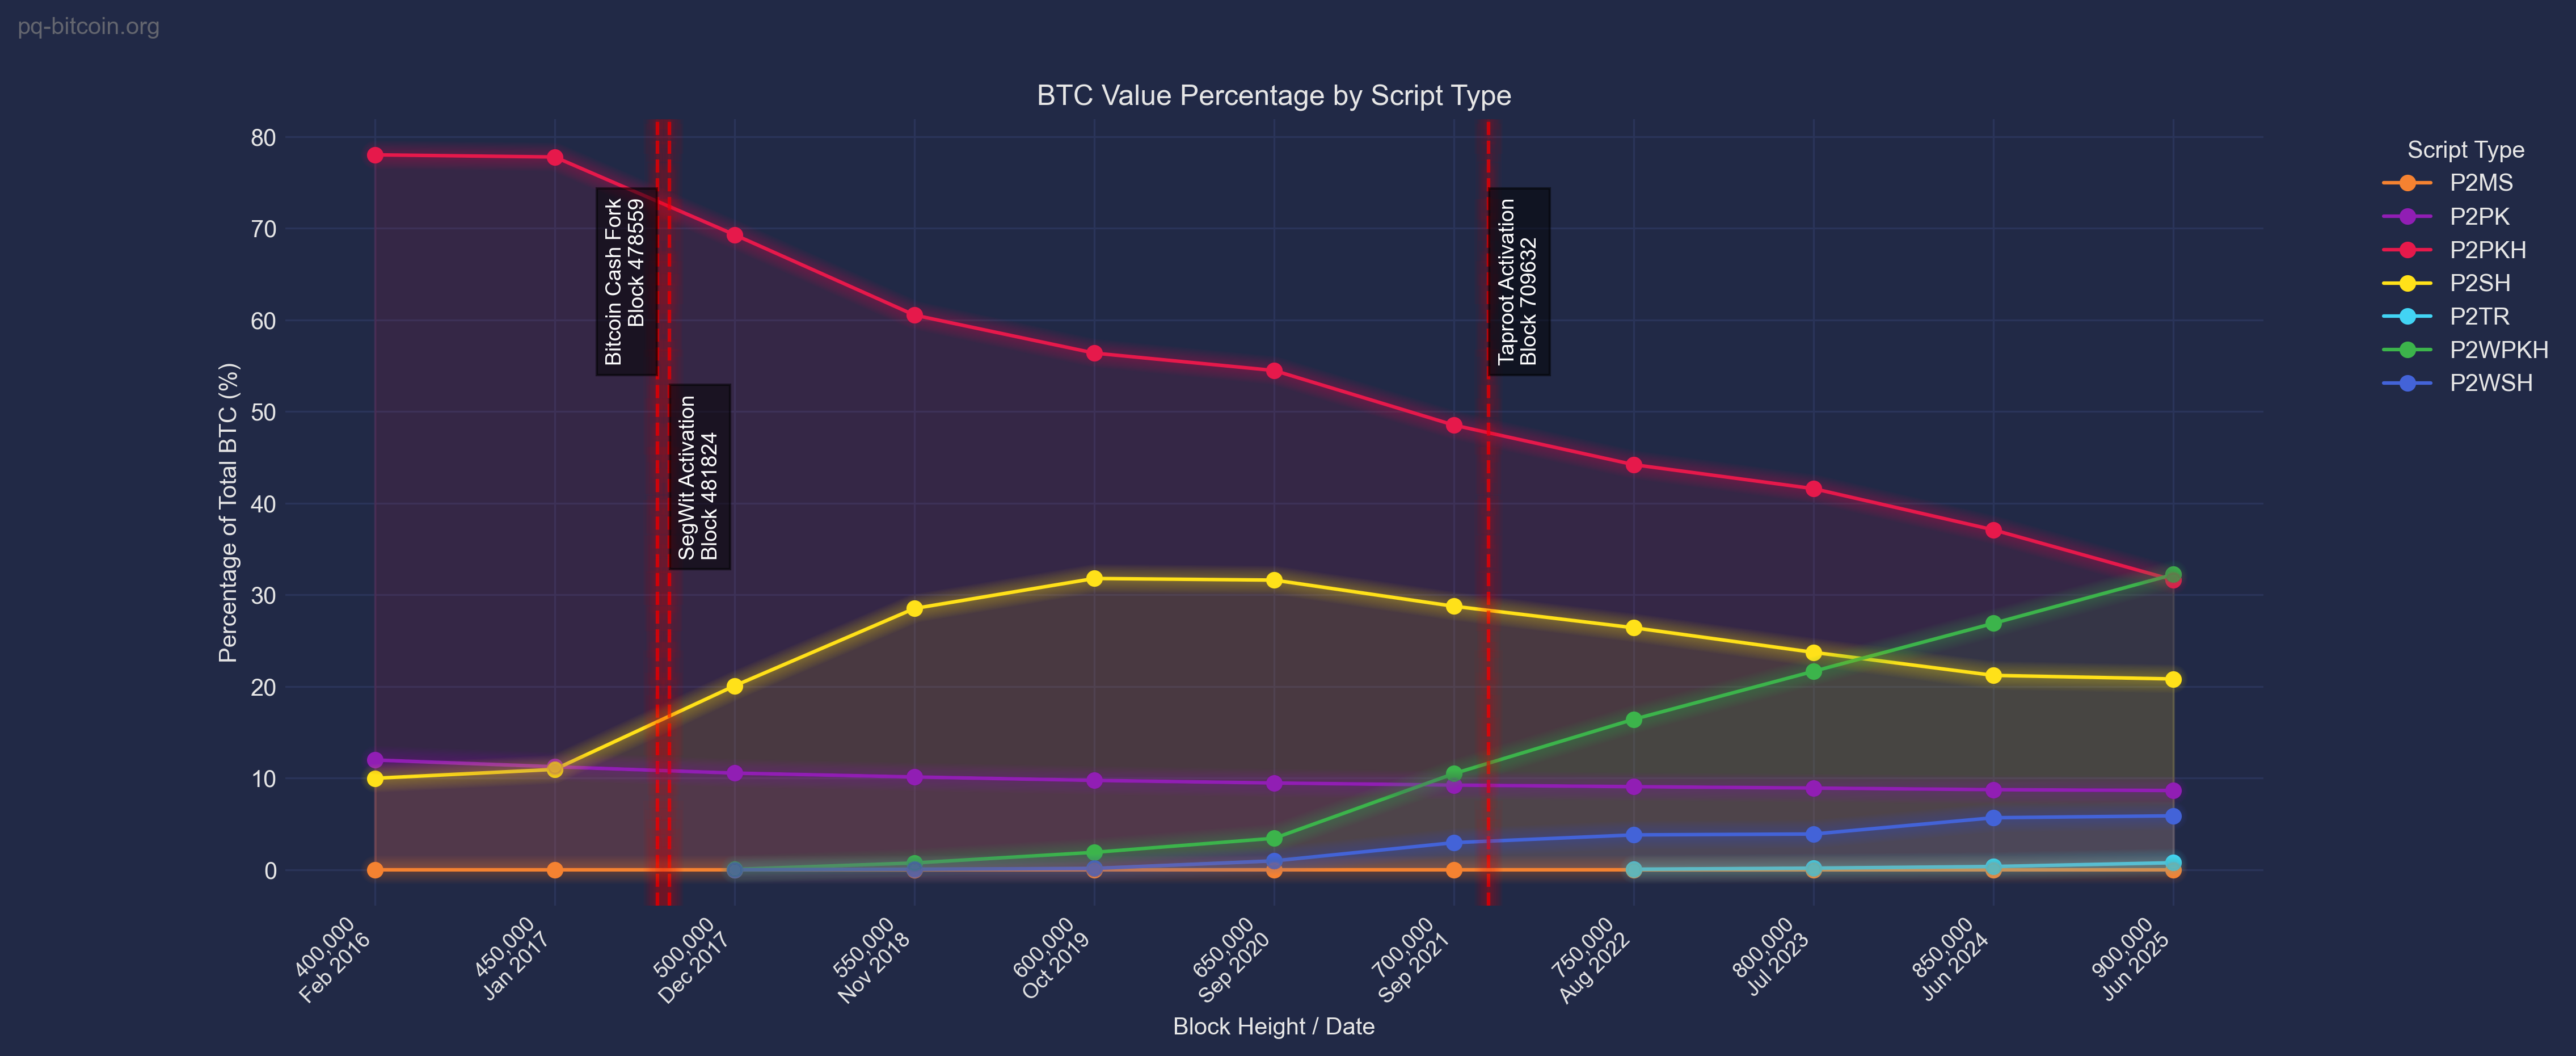 pq-bitcoin.org
BTC Value Percentage by Script Type
Percentage of Total BTC (%)
80
70
60
50
40
30
20
10
0
Bitcoin Cash Fork
Block 478559
SegWit Activation
Block 481824
Taproot Activation
Block 709632
Script Type
P2MS
P2PK
P2PKH
P2SH
P2TR
P2WPKH
P2WSH
400,000
Feb 2016
450,000
Jan 2017
500,000
Dec 2017
550,000
Nov 2018
600,000
Oct 2019
650,000
Sep 2020
700,000
Sep 2021
750,000
Aug 2022
800,000
Jul 2023
850,000
Jun 2024
900,000
Jun 2025
Block Height / Date